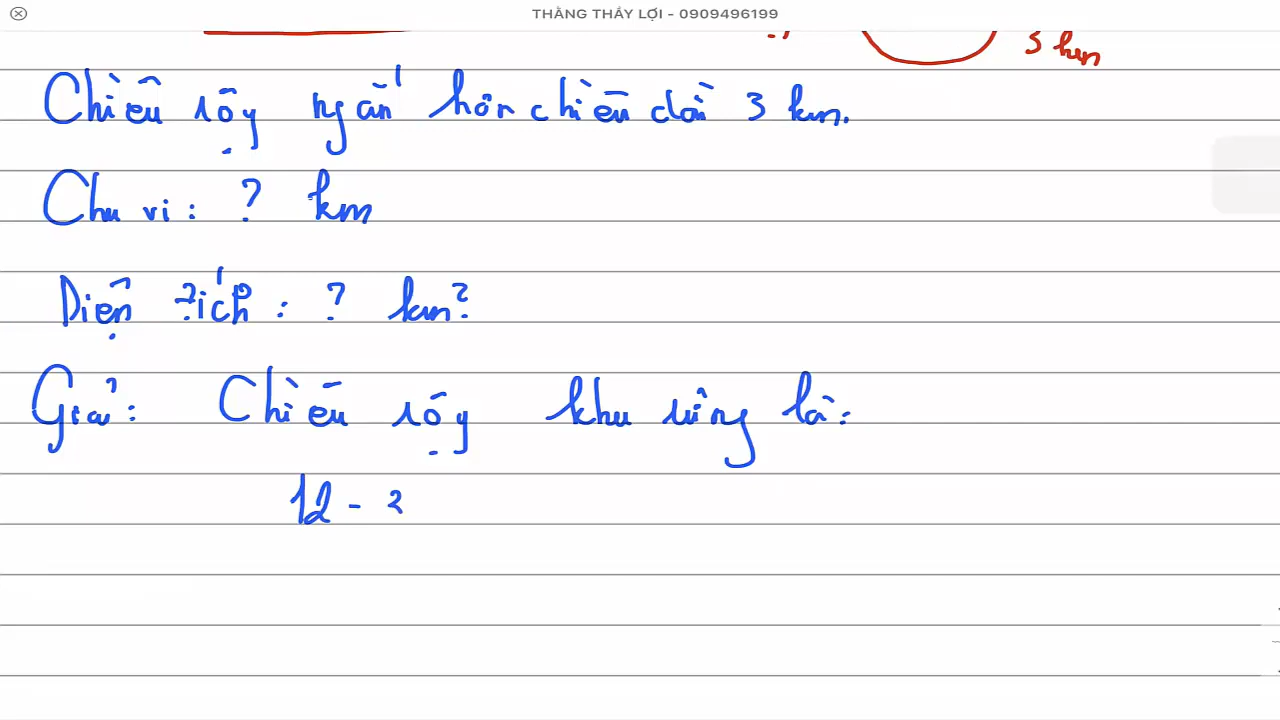 THẰNG THẦY LỢI - 0909496199
3 km
Chiều rộng ngắn hơn chiều dài 3 km.
Chu vi : ? km
Diện tích : ? km²
Giải: Chiều rộng khu rừng là:
12 - 3